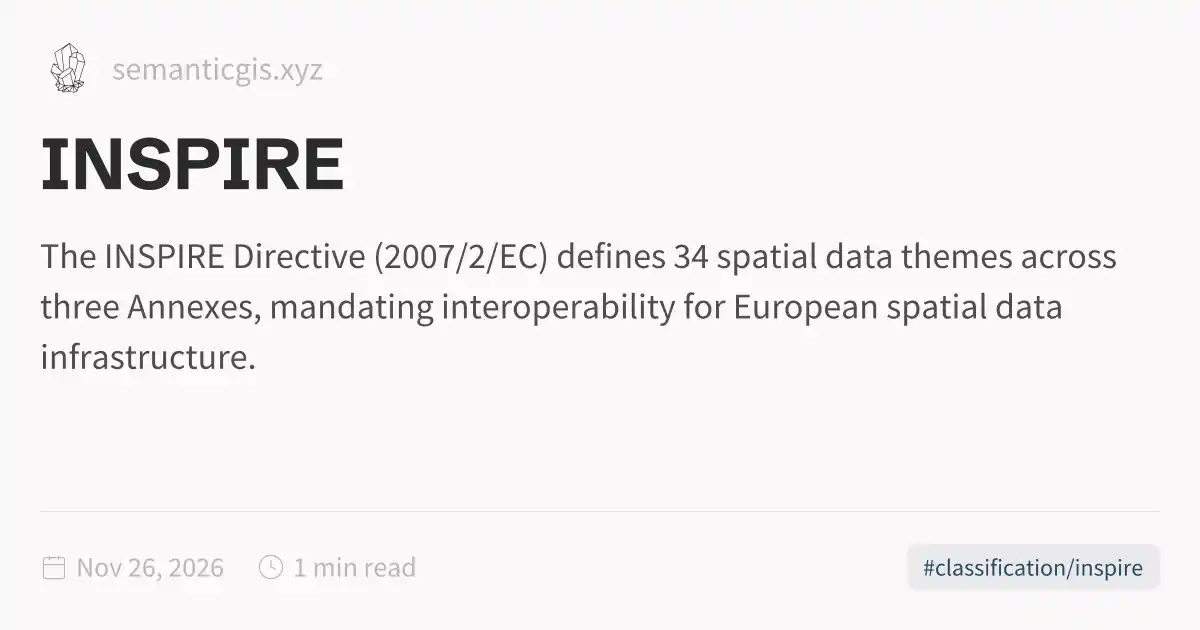 semanticgis.xyz
INSPIRE
The INSPIRE Directive (2007/2/EC) defines 34 spatial data themes across
three Annexes, mandating interoperability for European spatial data
infrastructure.
Nov 26, 2026 1 min read #classification/inspire